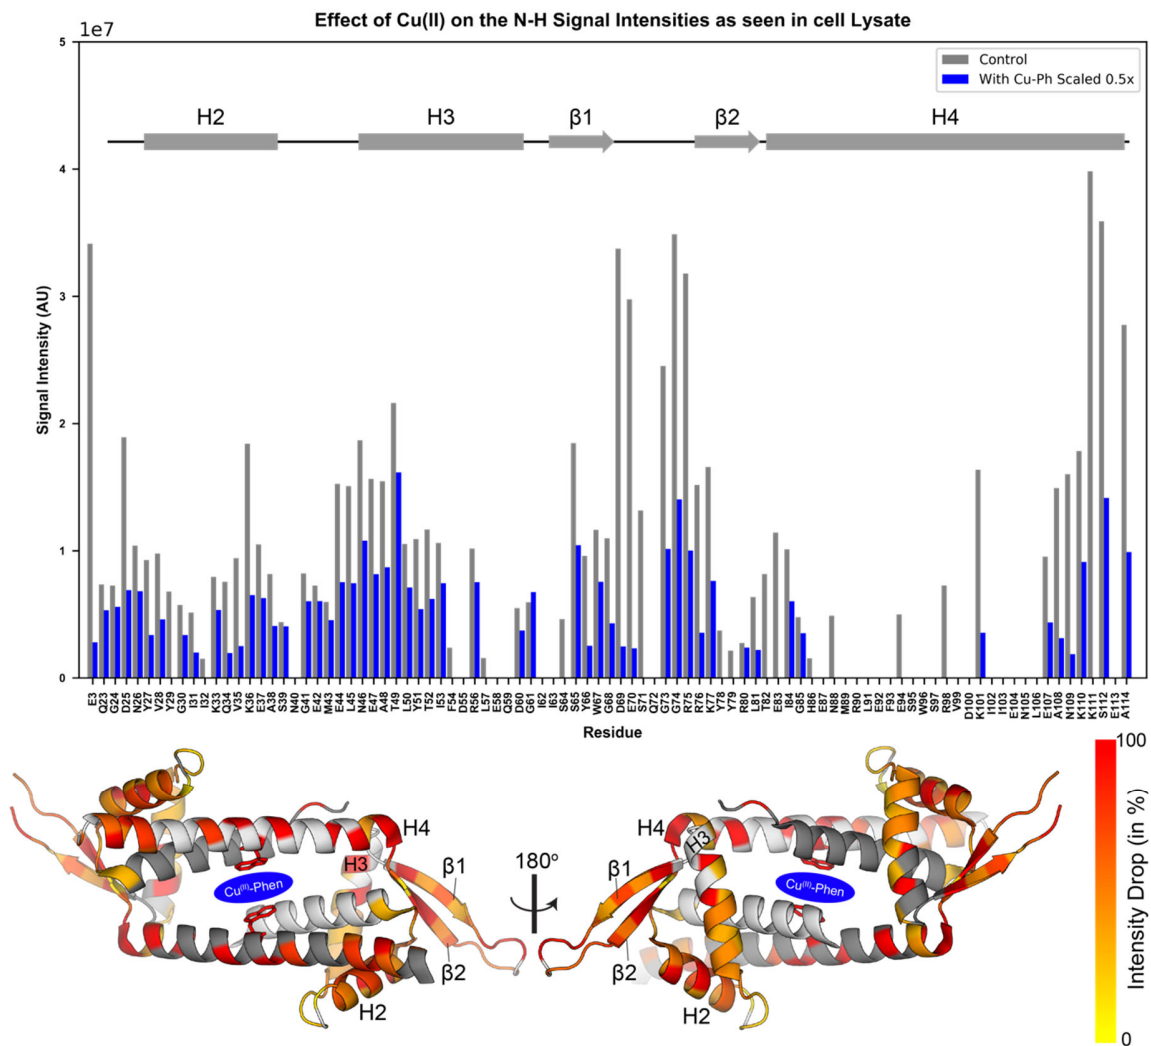 Effect of Cu(II) on the N-H Signal Intensities as seen in cell Lysate
1e7
5
4
3
2
1
0
Signal Intensity (AU)
Control
With Cu-Ph Scaled 0.5x
H2 H3 β1 β2 H4
E3 Q23 G24 D25 N26 Y27 V28 Y29 G30 I31 I32 K33 Q34 V35 K36 E37 A38 S39 N40 G41 E42 M43 E44 L45 N46 E47 A48 T49 L50 Y51 T52 I53 F54 D55 R56 L57 E58 Q59 D60 G61 I62 I63 S64 S65 Y66 W67 G68 D69 E70 S71 Q72 G73 G74 R75 R76 K77 Y78 Y79 R80 L81 T82 E83 I84 G85 H86 E87 N88 M89 R90 L91 E92 F93 E94 S95 W96 S97 R98 V99 D100 K101 I102 I103 E104 N105 L106 E107 A108 N109 K110 K111 S112 E113 A114
Residue
H4
H3
β1
Cu(II)-Phen
β2
H2
180o
H4
H3
β1
Cu(II)-Phen
β2
H2
100
0
Intensity Drop (in %)